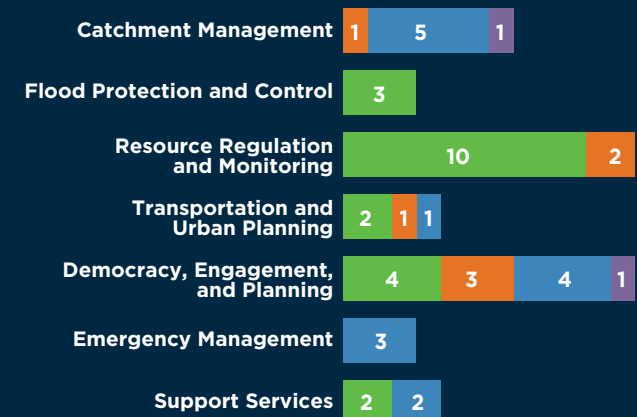 Catchment Management 1 5 1
Flood Protection and Control 3
Resource Regulation
and Monitoring 10 2
Transportation and
Urban Planning 2 1 1
Democracy, Engagement,
and Planning 4 3 4 1
Emergency Management 3
Support Services 2 2